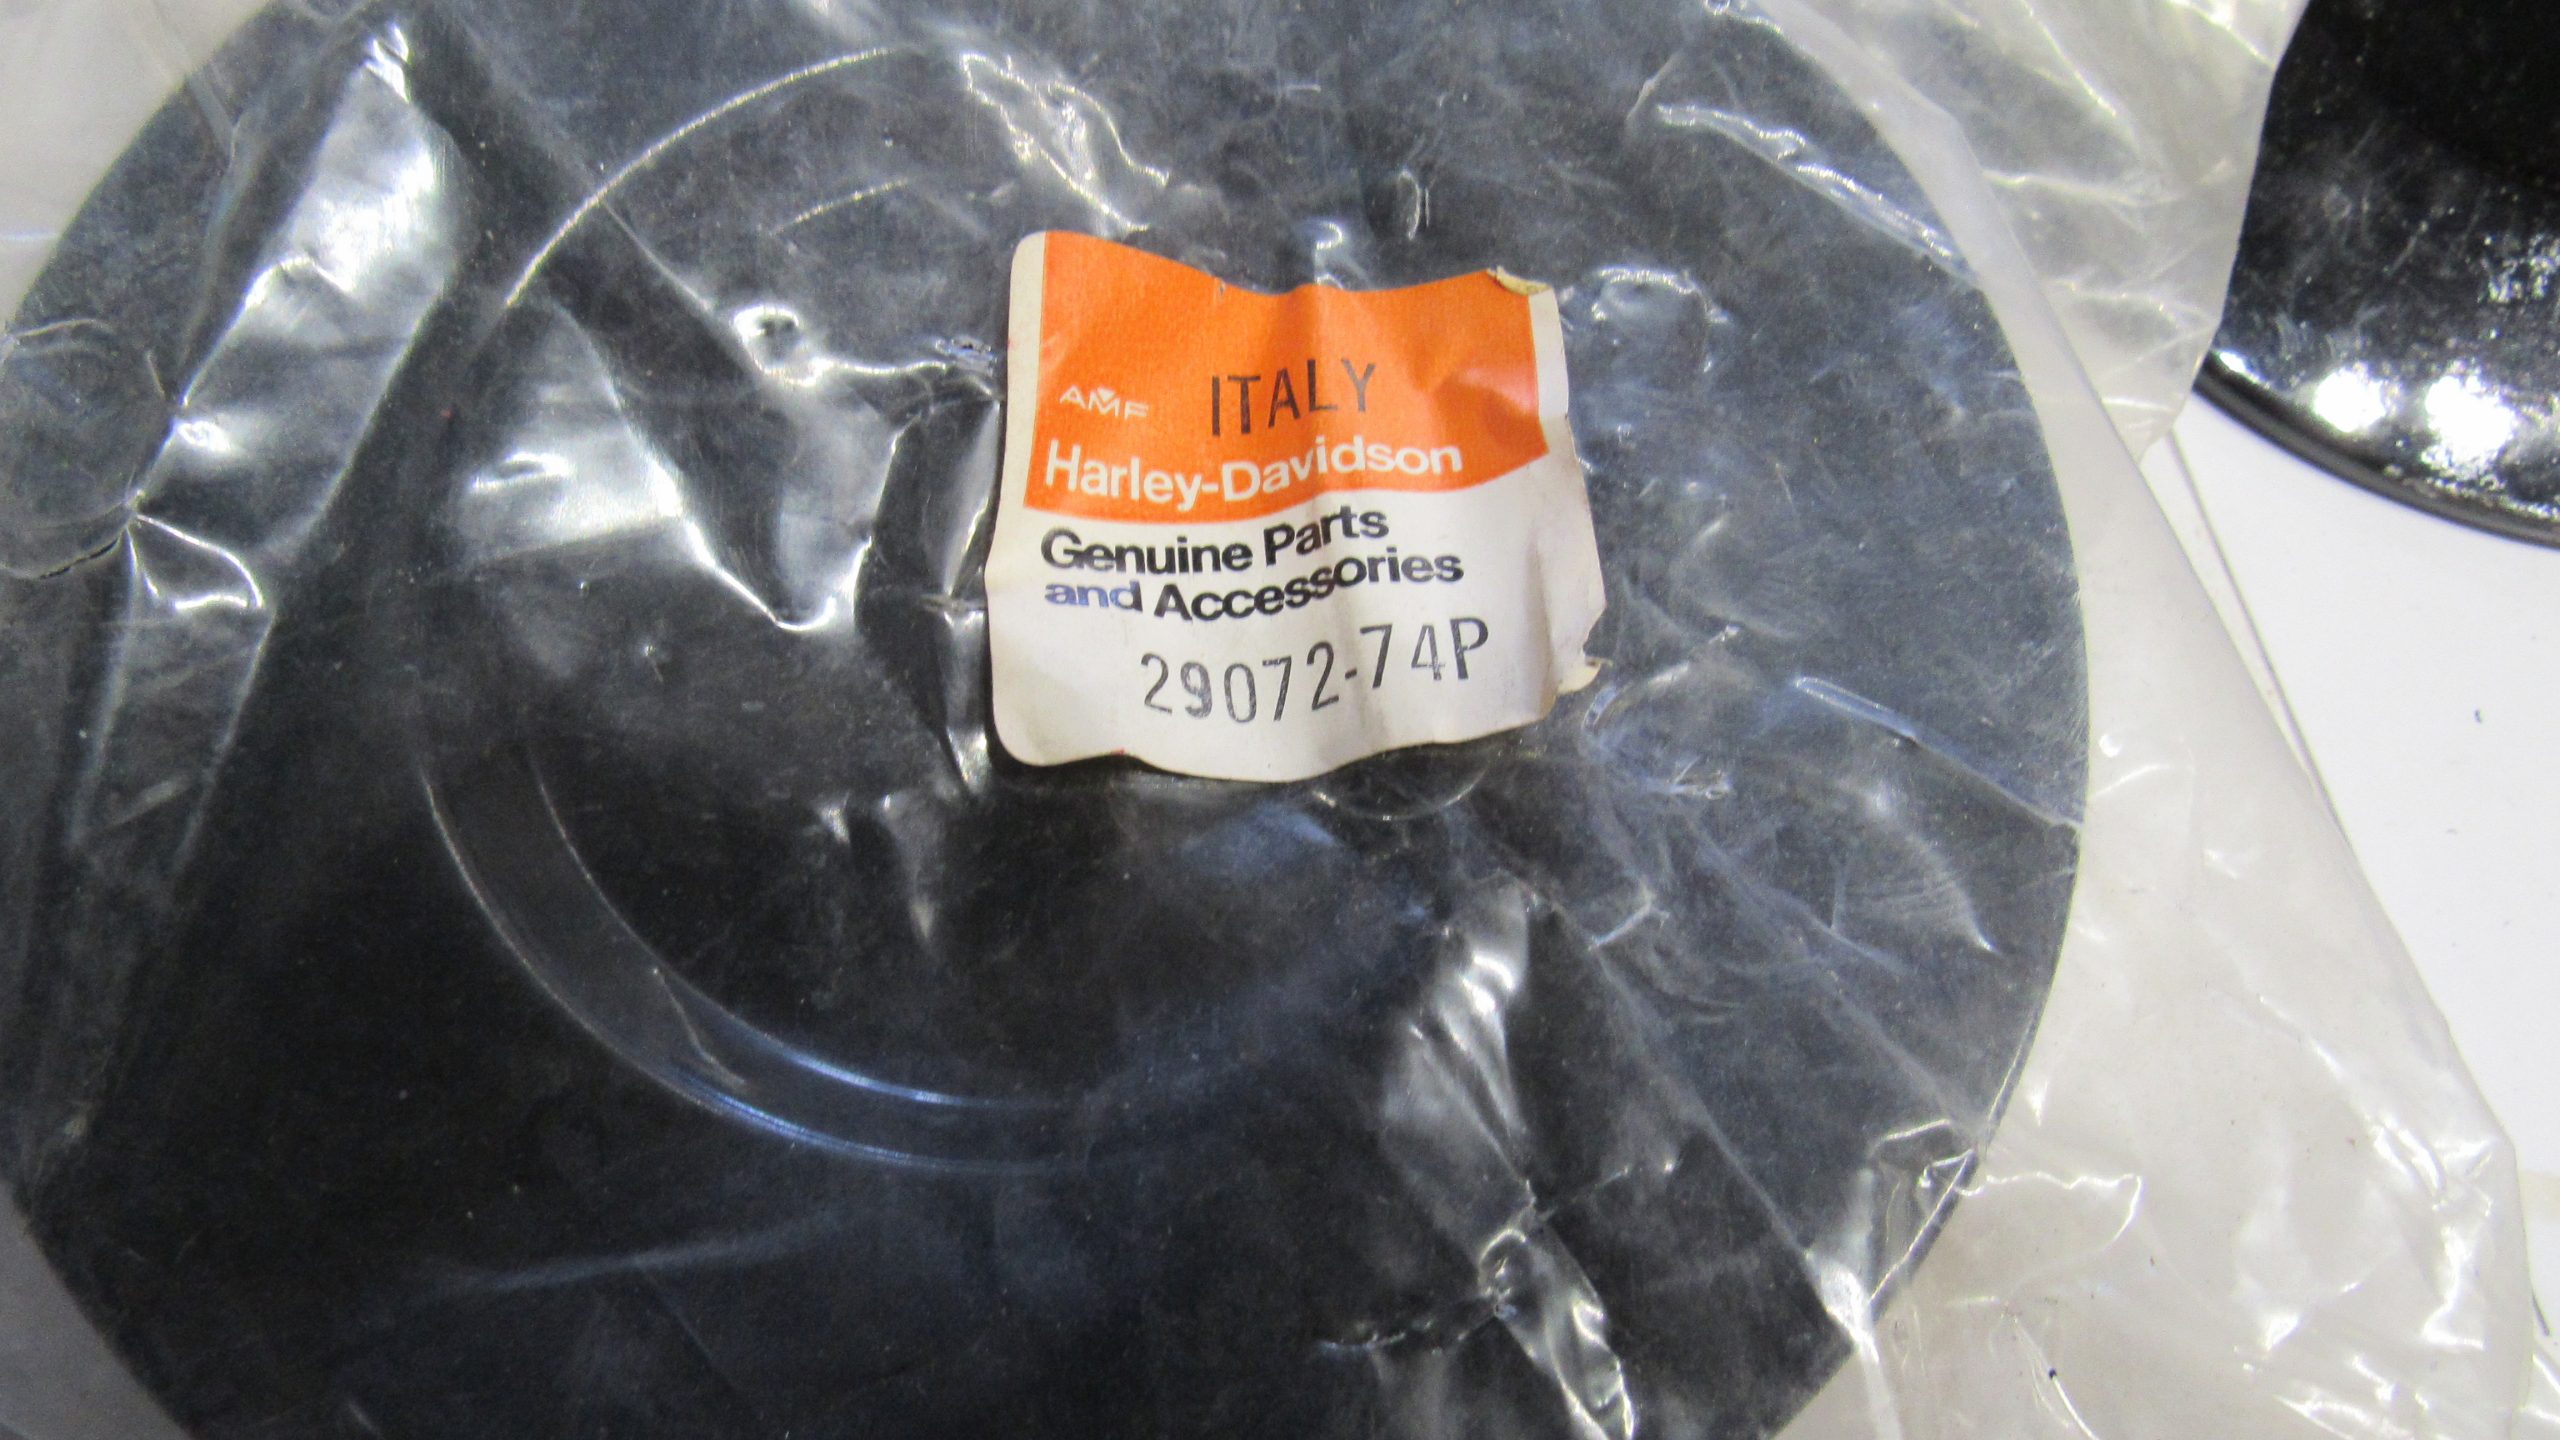 ITALY
AMF
Harley-Davidson
Genuine Parts
and Accessories
29072-74P